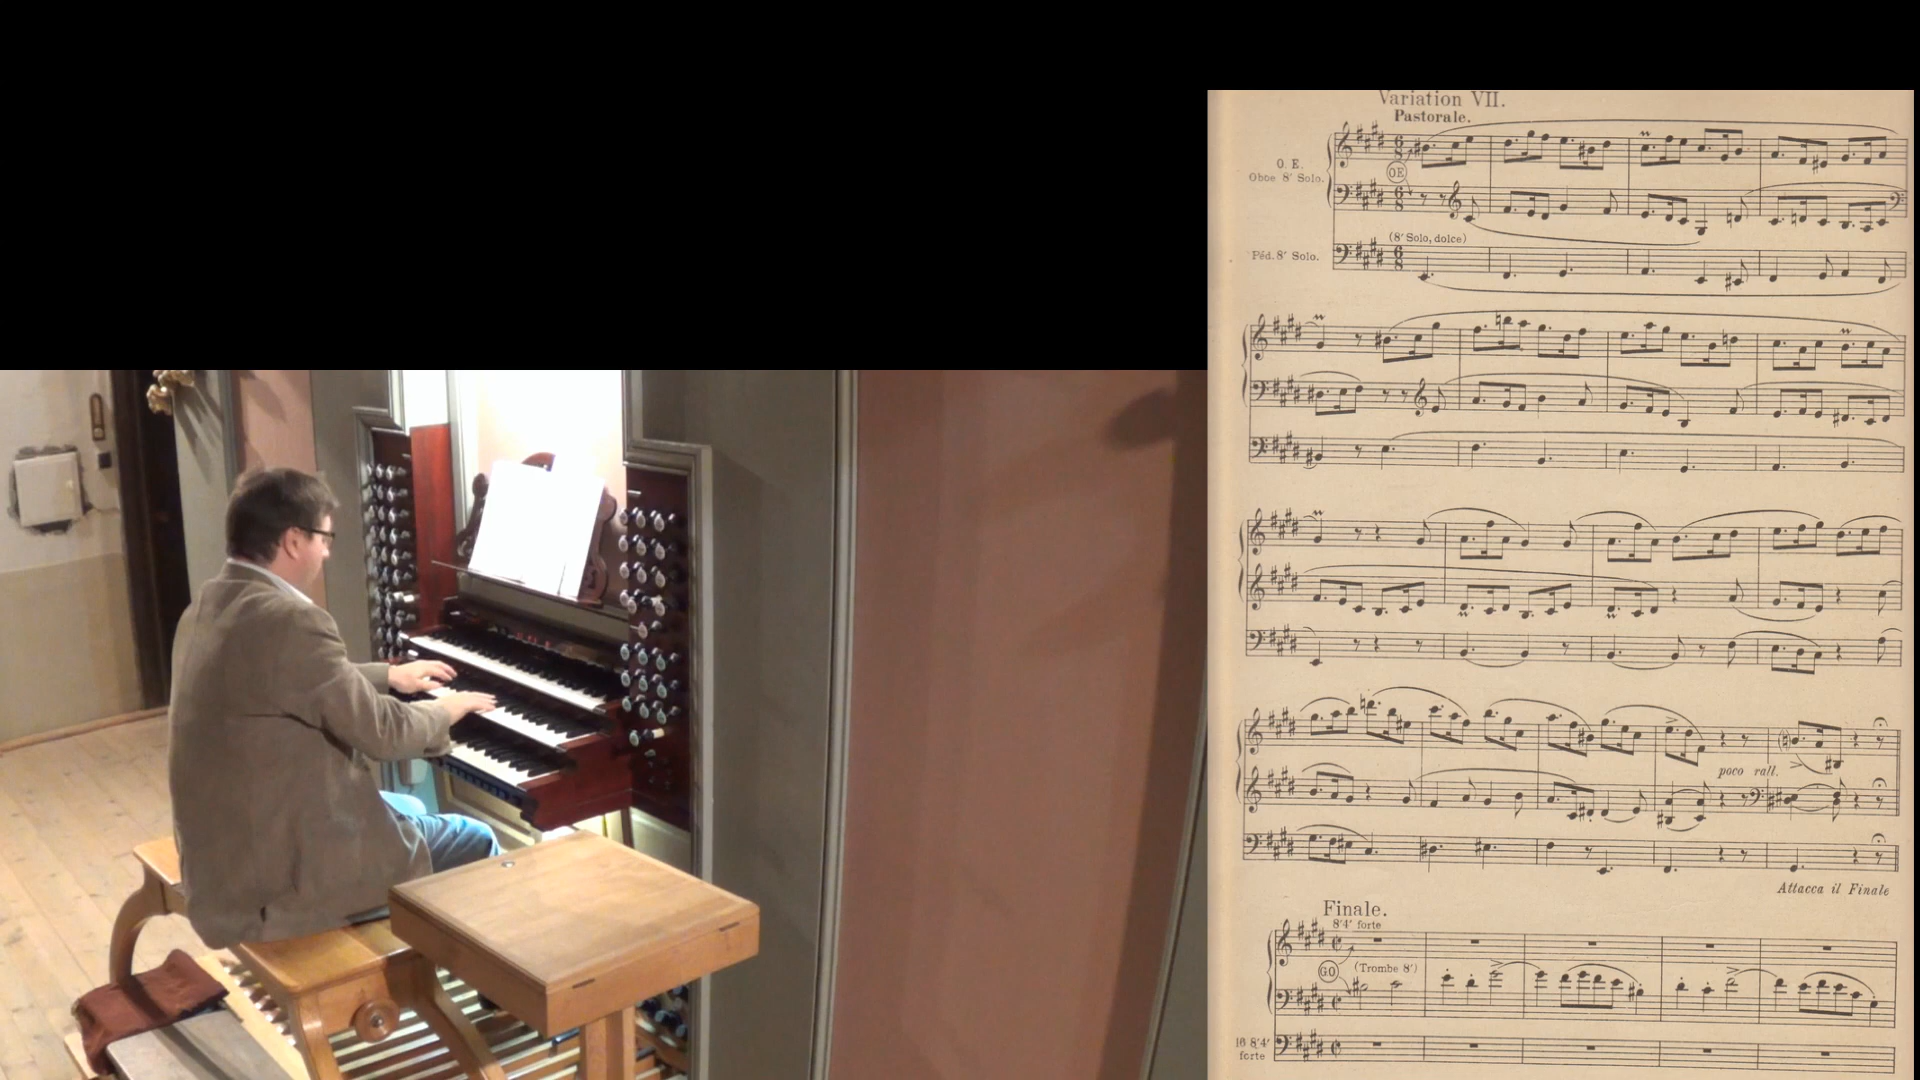 Variation VII.
Pastorale.
O. E.
Oboe 8' Solo.
OE
(8' Solo, dolce)
Péd. 8' Solo.
poco rall.
Attacca il Finale
Finale.
8' 4' forte
GO
(Trombe 8')
16 8' 4'
forte